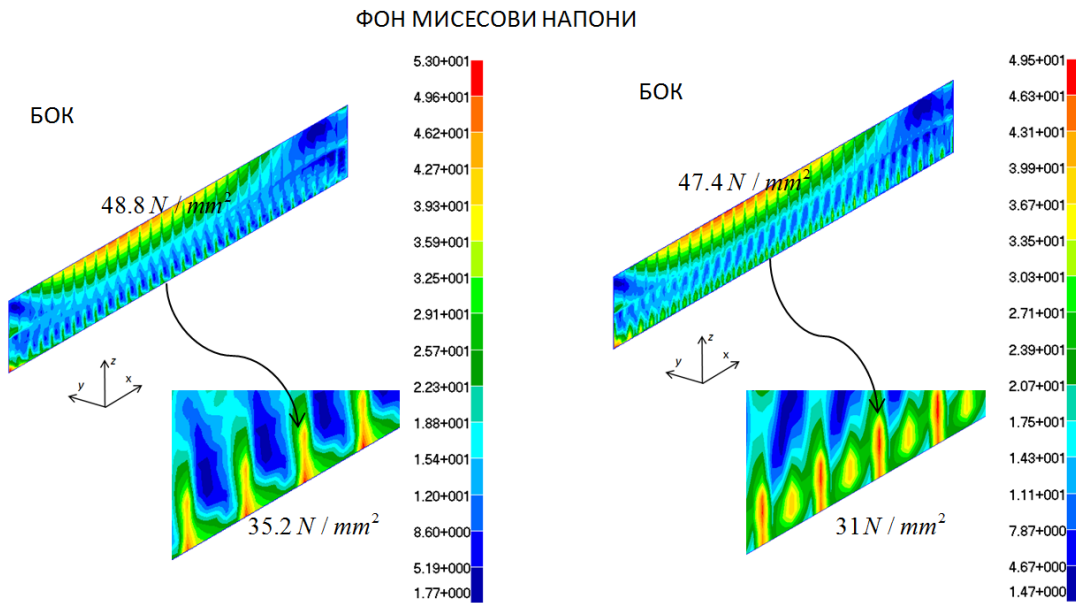 ФОН МИСЕСОВИ НАПОНИ
БОК
48.8 N / mm²
z
y
x
35.2 N / mm²
5.30+001
4.96+001
4.62+001
4.27+001
3.93+001
3.59+001
3.25+001
2.91+001
2.57+001
2.23+001
1.88+001
1.54+001
1.20+001
8.60+000
5.19+000
1.77+000
БОК
47.4 N / mm²
z
y
x
31 N / mm²
4.95+001
4.63+001
4.31+001
3.99+001
3.67+001
3.35+001
3.03+001
2.71+001
2.39+001
2.07+001
1.75+001
1.43+001
1.11+001
7.87+000
4.67+000
1.47+000